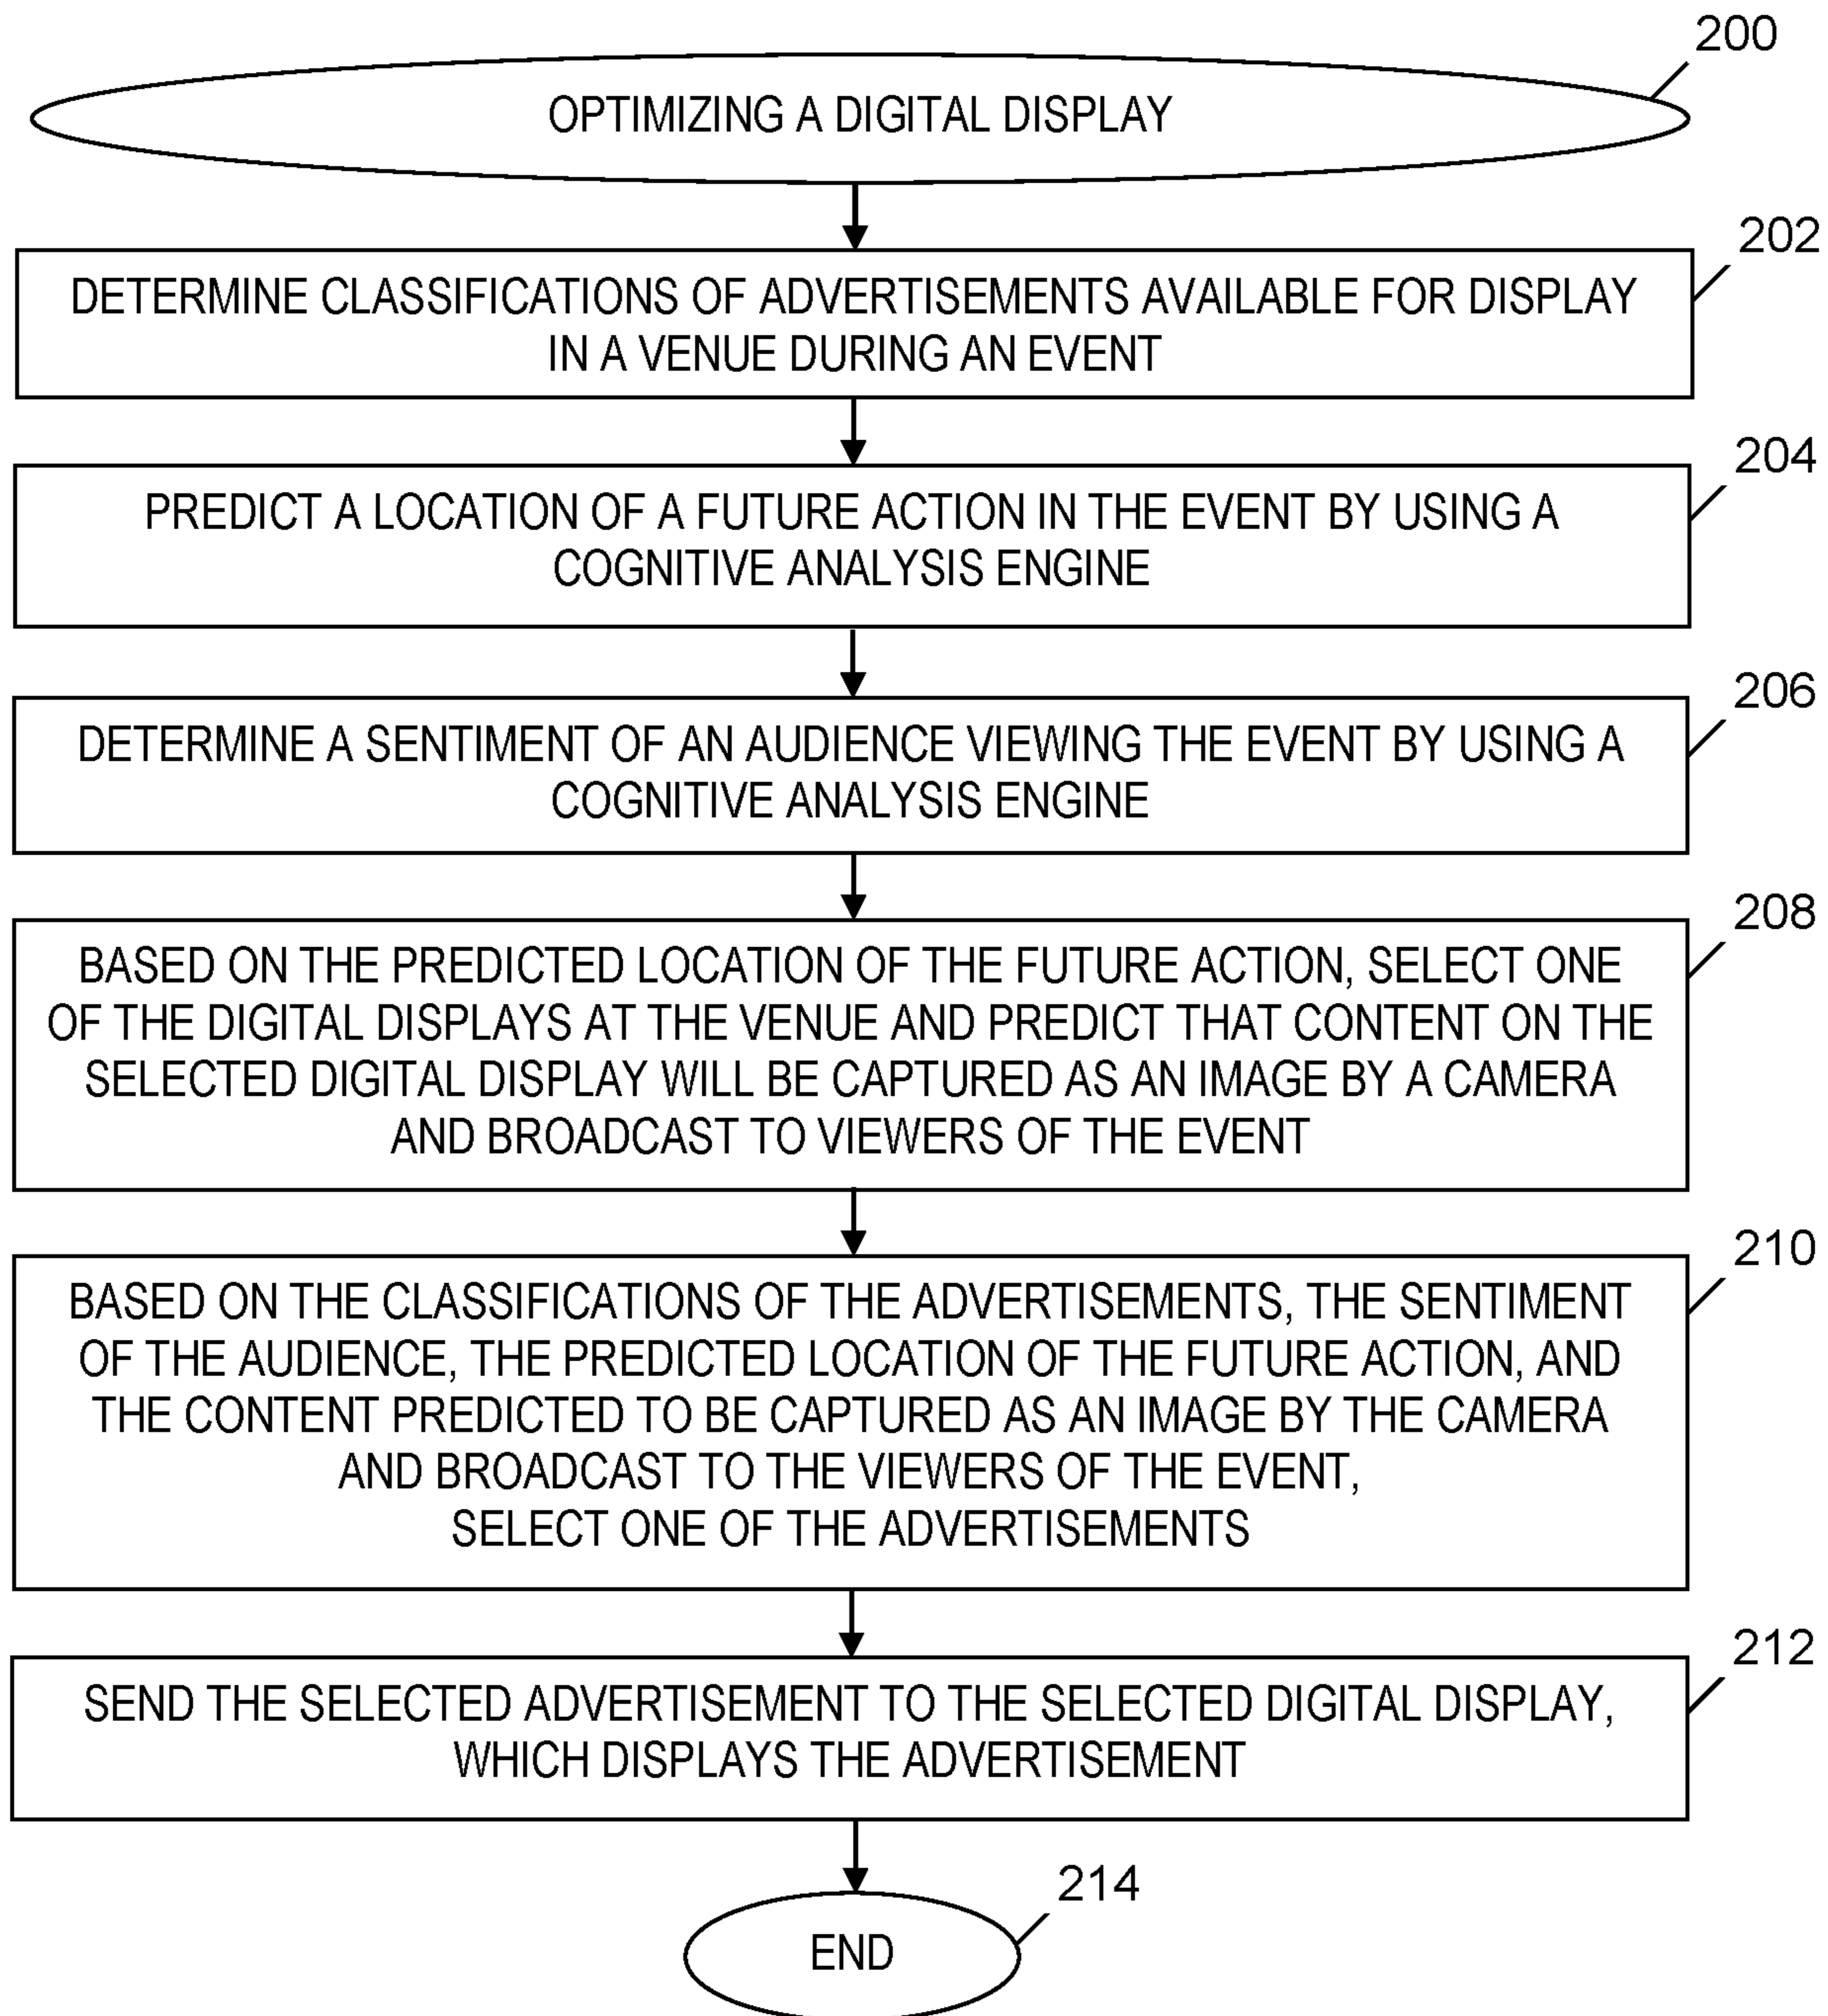 200
OPTIMIZING A DIGITAL DISPLAY
202
DETERMINE CLASSIFICATIONS OF ADVERTISEMENTS AVAILABLE FOR DISPLAY
IN A VENUE DURING AN EVENT
204
PREDICT A LOCATION OF A FUTURE ACTION IN THE EVENT BY USING A
COGNITIVE ANALYSIS ENGINE
206
DETERMINE A SENTIMENT OF AN AUDIENCE VIEWING THE EVENT BY USING A
COGNITIVE ANALYSIS ENGINE
208
BASED ON THE PREDICTED LOCATION OF THE FUTURE ACTION, SELECT ONE
OF THE DIGITAL DISPLAYS AT THE VENUE AND PREDICT THAT CONTENT ON THE
SELECTED DIGITAL DISPLAY WILL BE CAPTURED AS AN IMAGE BY A CAMERA
AND BROADCAST TO VIEWERS OF THE EVENT
210
BASED ON THE CLASSIFICATIONS OF THE ADVERTISEMENTS, THE SENTIMENT
OF THE AUDIENCE, THE PREDICTED LOCATION OF THE FUTURE ACTION, AND
THE CONTENT PREDICTED TO BE CAPTURED AS AN IMAGE BY THE CAMERA
AND BROADCAST TO THE VIEWERS OF THE EVENT,
SELECT ONE OF THE ADVERTISEMENTS
212
SEND THE SELECTED ADVERTISEMENT TO THE SELECTED DIGITAL DISPLAY,
WHICH DISPLAYS THE ADVERTISEMENT
214
END